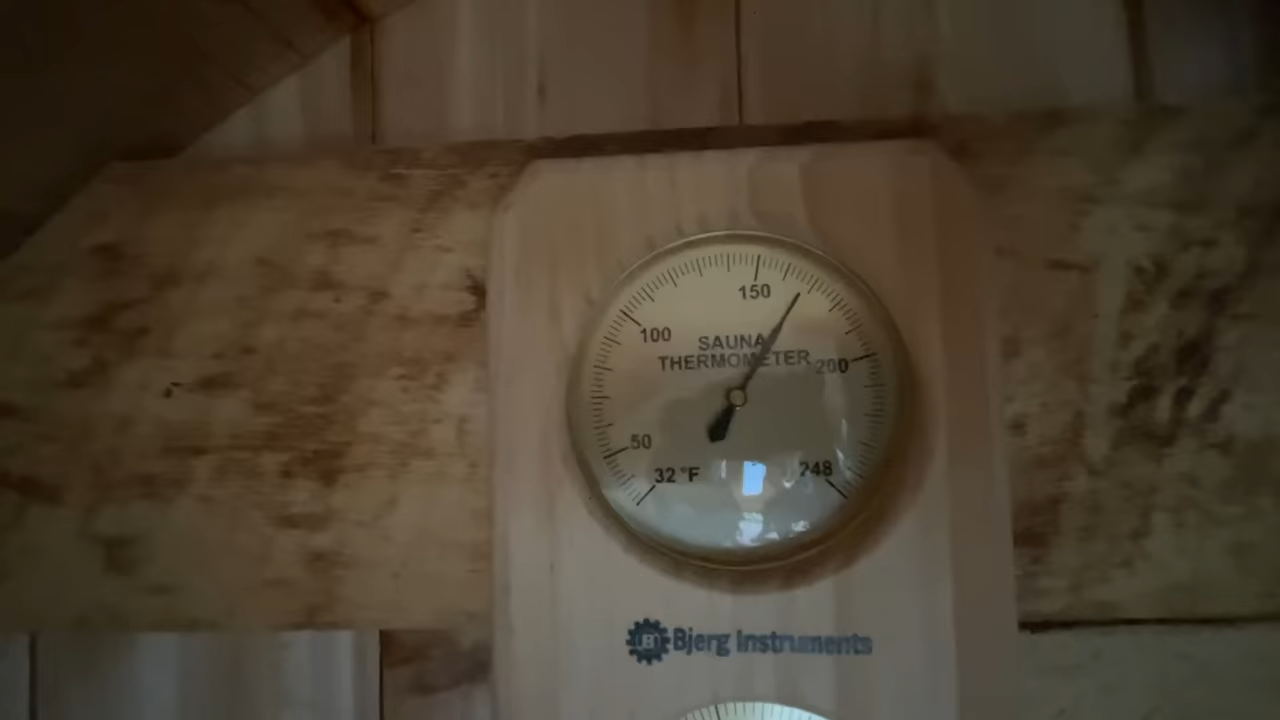 150
100
SAUNA
THERMOMETER
200
50
32 °F
248
B
Bjerg Instruments